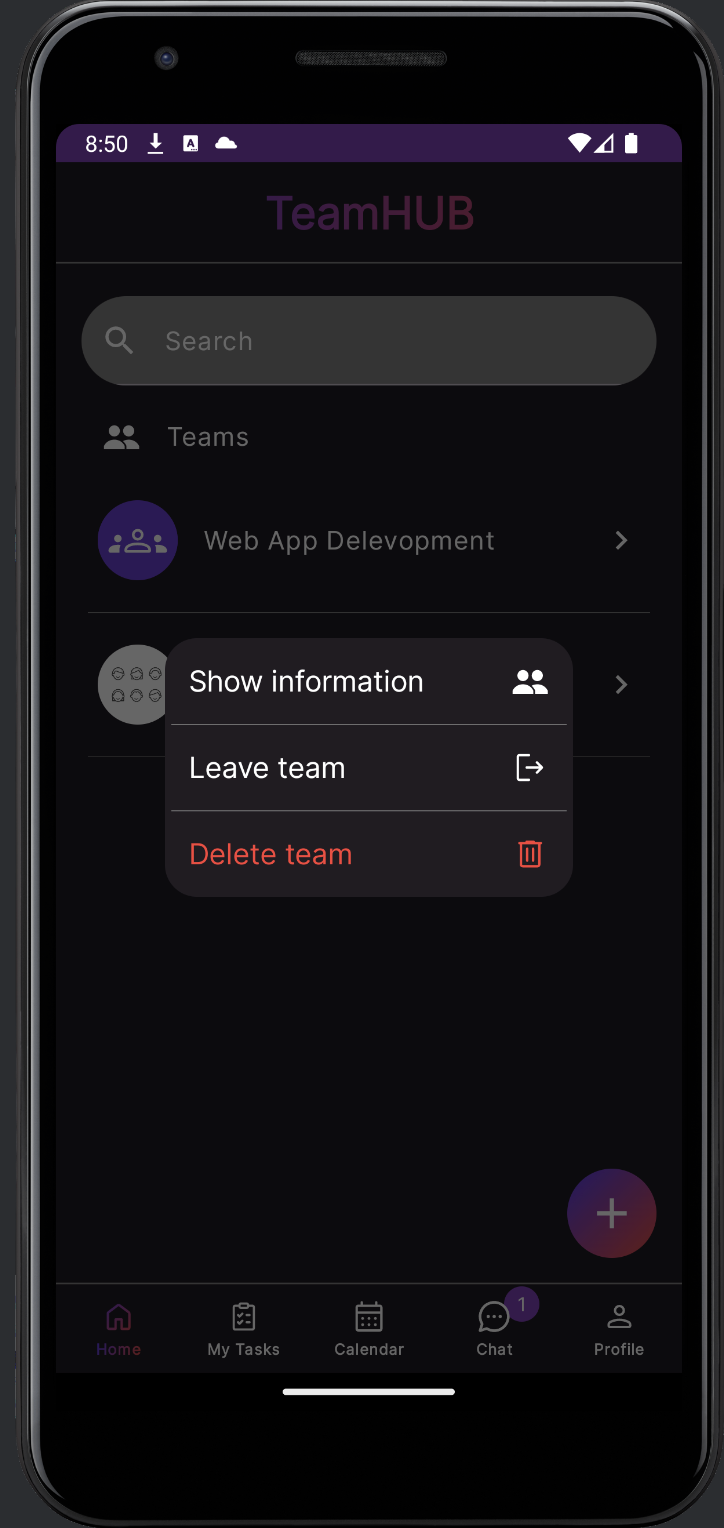 8:50
TeamHUB
Search
Teams
Web App Delevopment
Show information
Leave team
Delete team
1
Home
My Tasks
Calendar
Chat
Profile